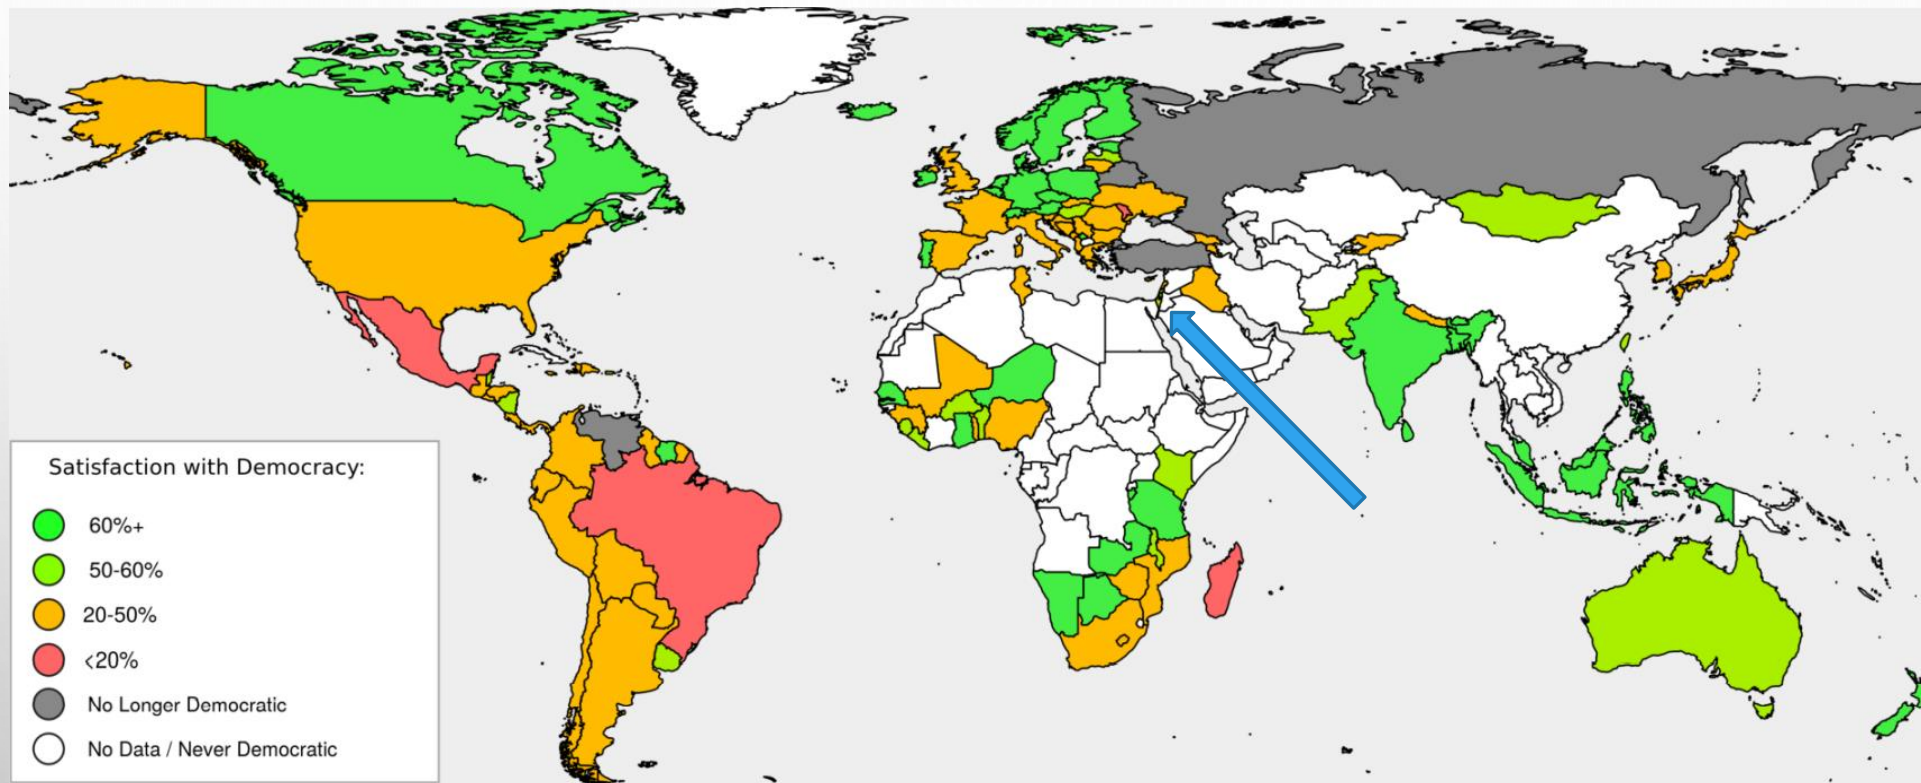 Satisfaction with Democracy:
60%+
50-60%
20-50%
<20%
No Longer Democratic
No Data / Never Democratic